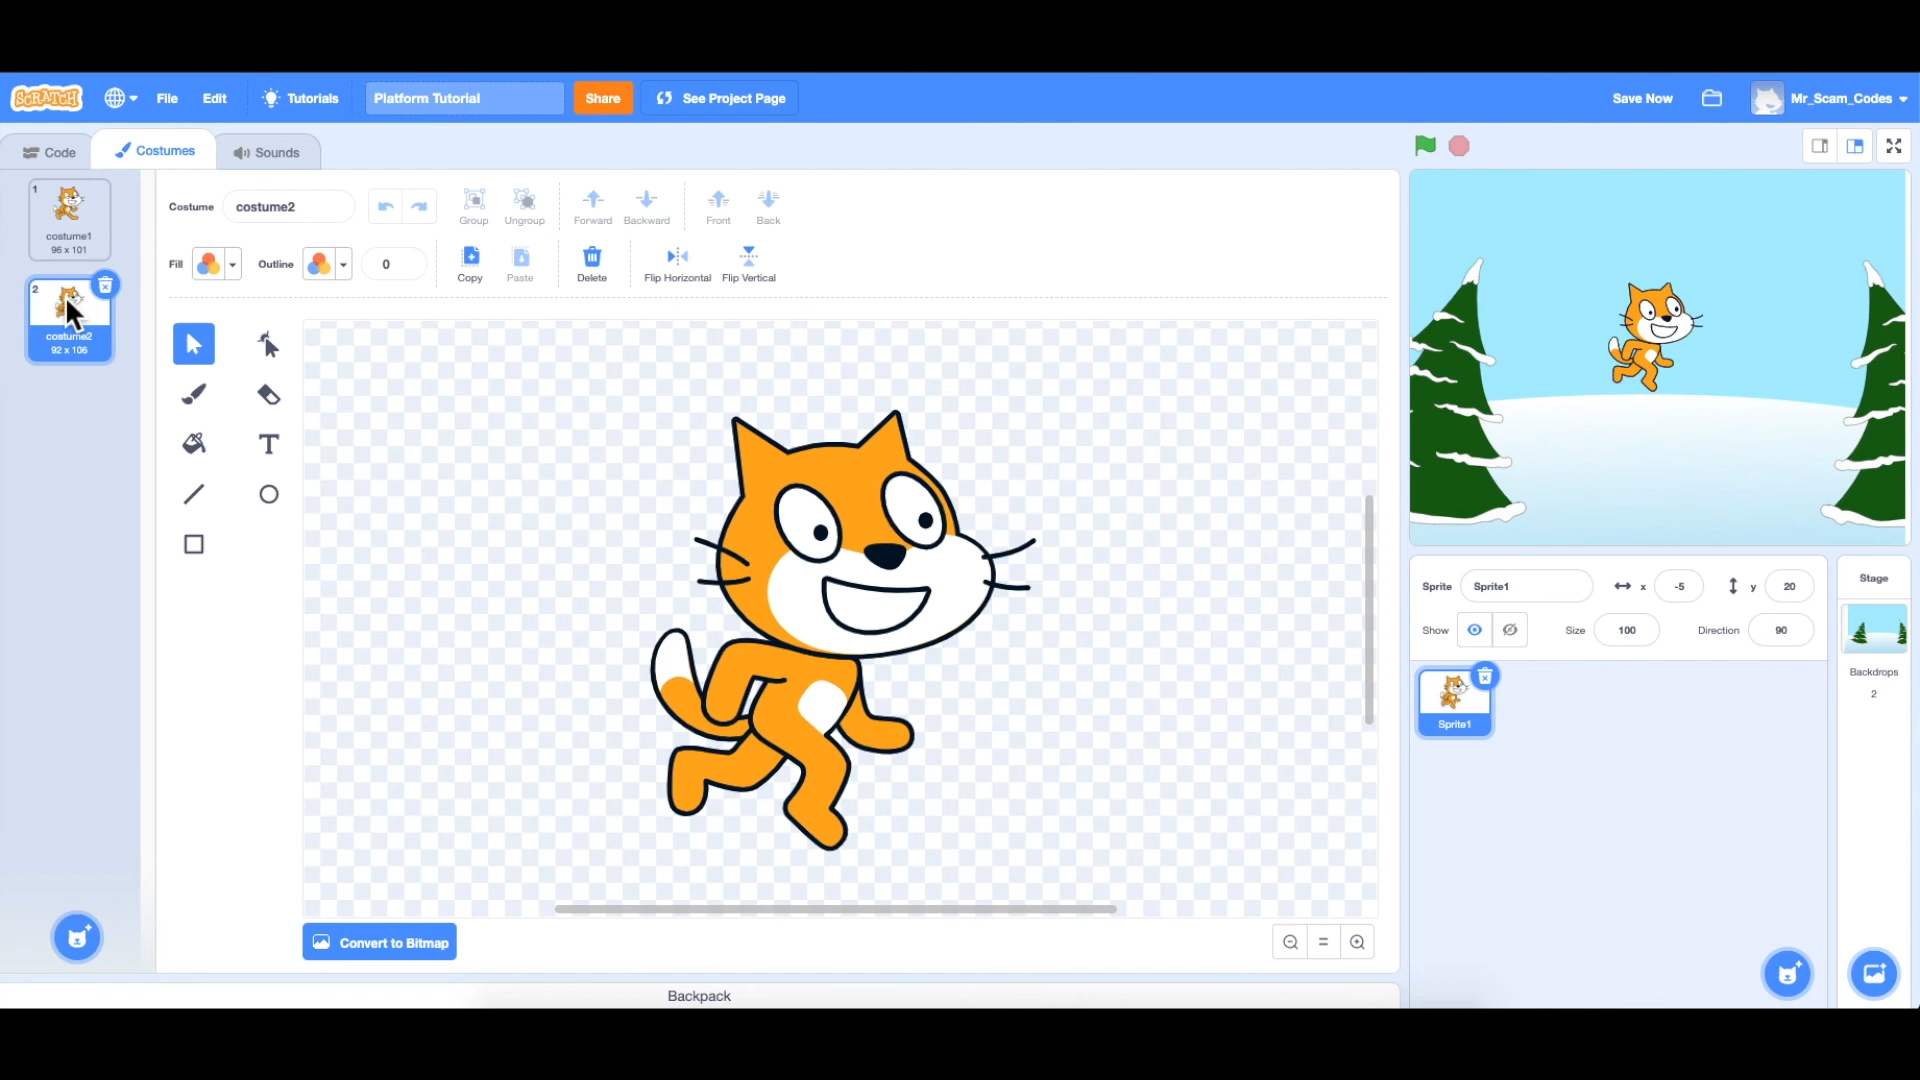 SCRATCH File Edit Tutorials Platform Tutorial Share See Project Page Save Now Mr_Scam_Codes
Code Costumes Sounds
1
costume1
96 x 101
2
costume2
92 x 106
Costume costume2 Group Ungroup Forward Backward Front Back
Fill Outline 0 Copy Paste Delete Flip Horizontal Flip Vertical
T
Convert to Bitmap
Backpack
Sprite Sprite1 x -5 y 20
Show Size 100 Direction 90
Sprite1
Stage
Backdrops
2